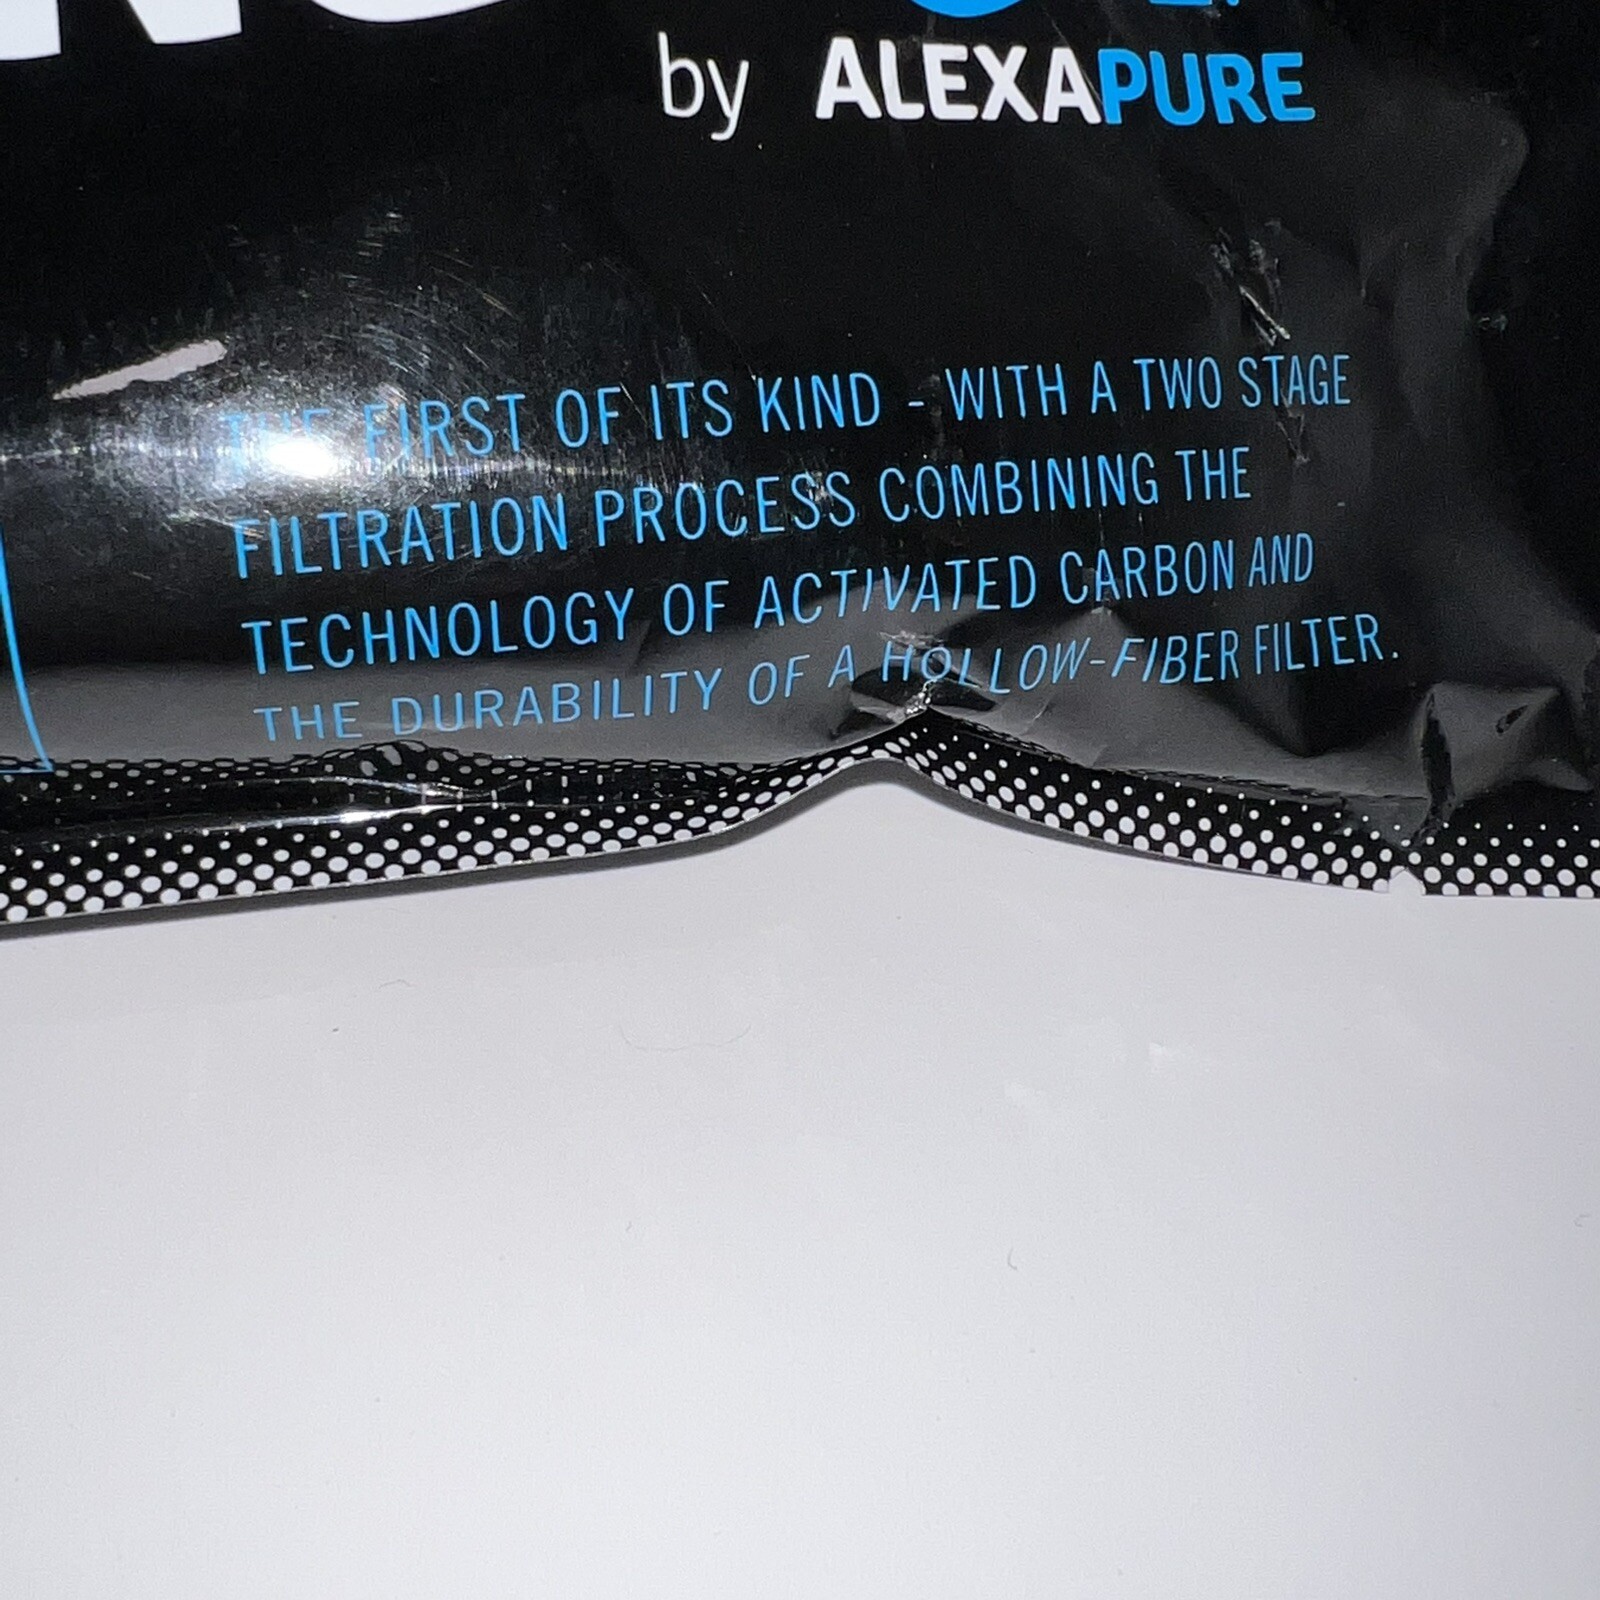 by ALEXAPURE
THE FIRST OF ITS KIND - WITH A TWO STAGE
FILTRATION PROCESS COMBINING THE
TECHNOLOGY OF ACTIVATED CARBON AND
THE DURABILITY OF A HOLLOW-FIBER FILTER.